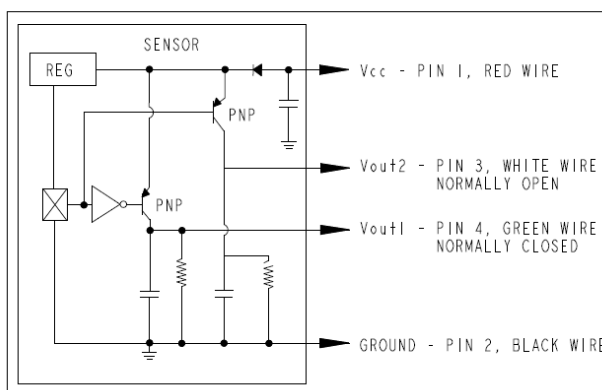 SENSOR
REG
Vcc - PIN 1, RED WIRE
PNP
Vout2 - PIN 3, WHITE WIRE
NORMALLY OPEN
PNP
Vout1 - PIN 4, GREEN WIRE
NORMALLY CLOSED
GROUND - PIN 2, BLACK WIRE